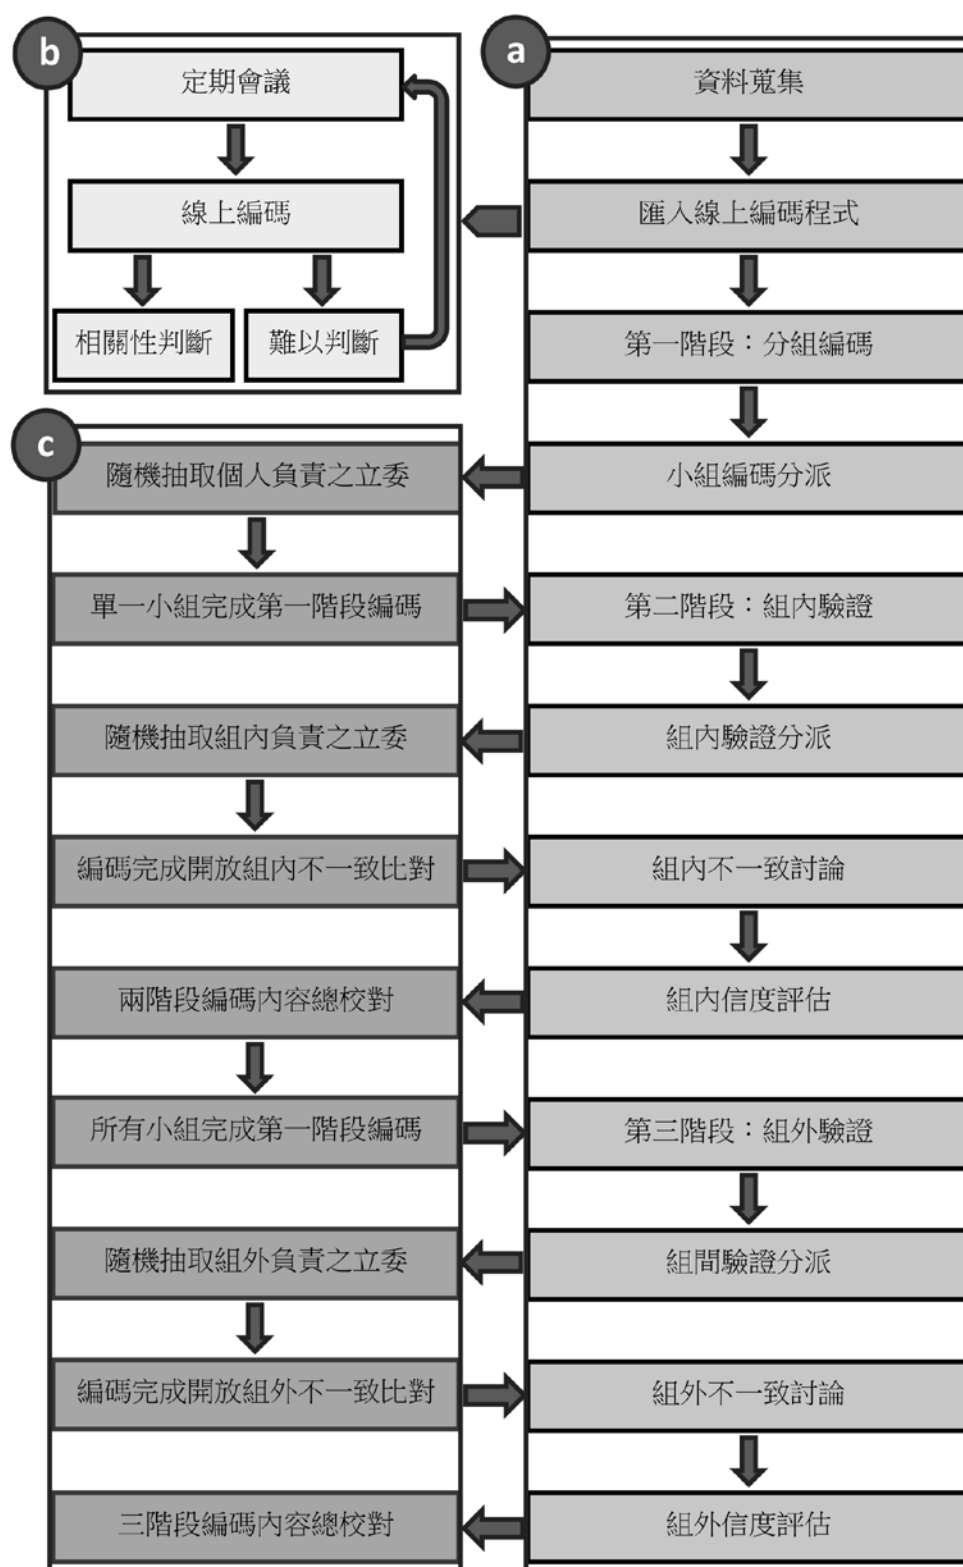 b
定期會議
線上編碼
相關性判斷
難以判斷
a
資料蒐集
匯入線上編碼程式
第一階段：分組編碼
小組編碼分派
第二階段：組內驗證
組內驗證分派
組內不一致討論
組內信度評估
第三階段：組外驗證
組間驗證分派
組外不一致討論
組外信度評估
c
隨機抽取個人負責之立委
單一小組完成第一階段編碼
隨機抽取組內負責之立委
編碼完成開放組內不一致比對
兩階段編碼內容總校對
所有小組完成第一階段編碼
隨機抽取組外負責之立委
編碼完成開放組外不一致比對
三階段編碼內容總校對